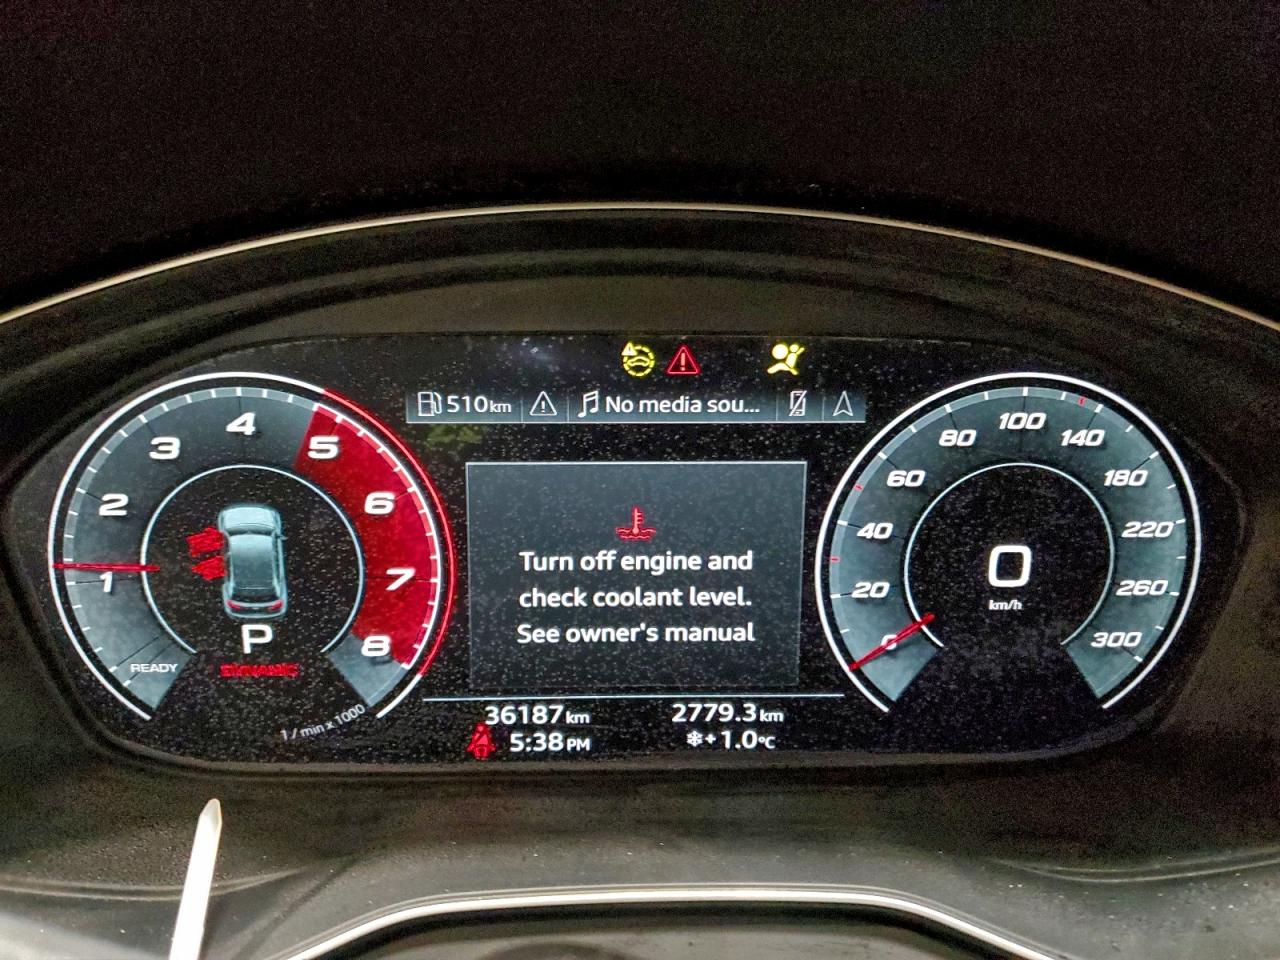 510km
No media sou...
1
2
3
4
5
6
7
8
READY
P
DYNAMIC
1 / min x 1000
Turn off engine and
check coolant level.
See owner's manual
0
20
40
60
80
100
140
180
220
260
300
0
km/h
36187km 2779.3km
5:38PM +1.0°C